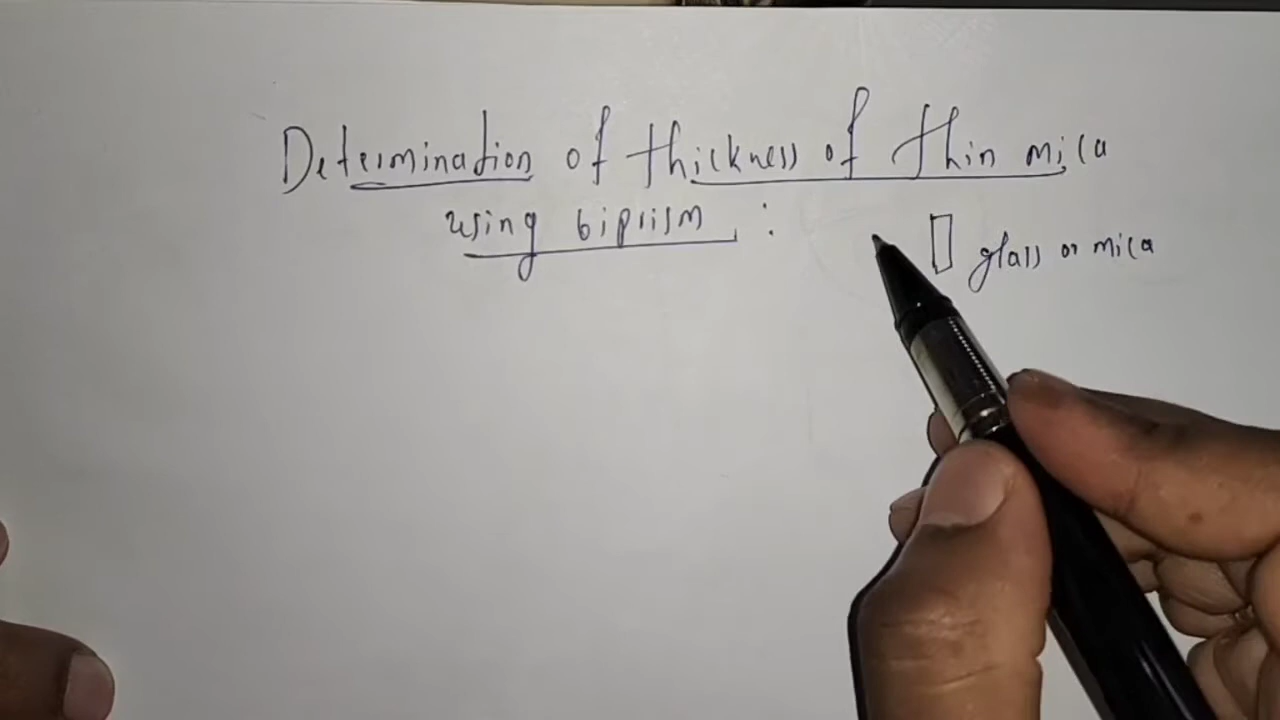 Determination of thickness of thin mica
using biprism :
glass or mica